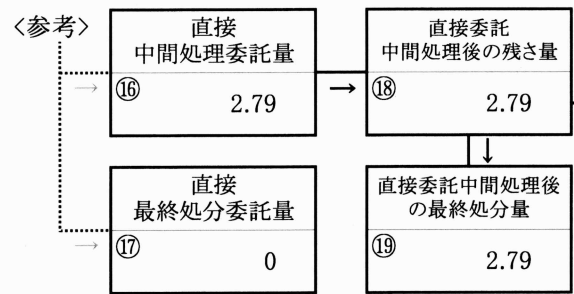 〈参考〉
直接
中間処理委託量
⑯
2.79
→
直接委託
中間処理後の残さ量
⑱
2.79
→
↓
直接
最終処分委託量
⑰
0
→
直接委託中間処理後
の最終処分量
⑲
2.79